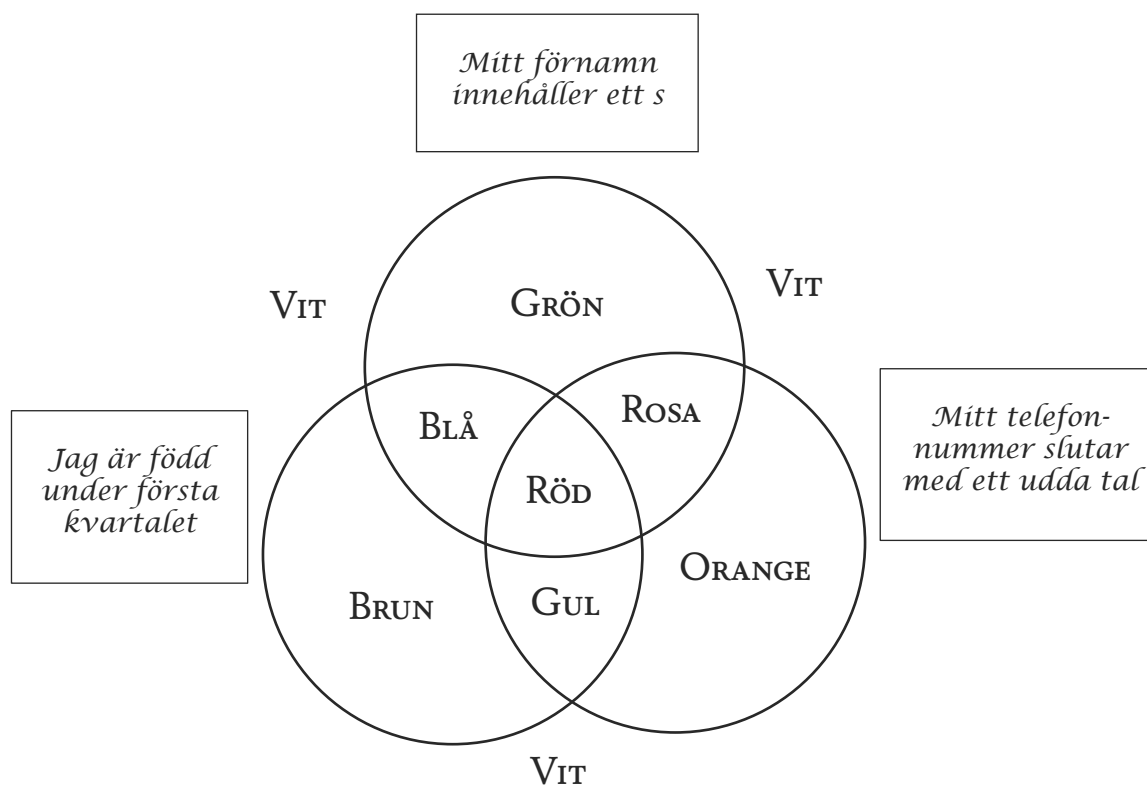 Mitt förnamn
innehåller ett s
Vit
Vit
Grön
Blå
Rosa
Röd
Jag är född
under första
kvartalet
Mitt telefon-
nummer slutar
med ett udda tal
Brun
Gul
Orange
Vit